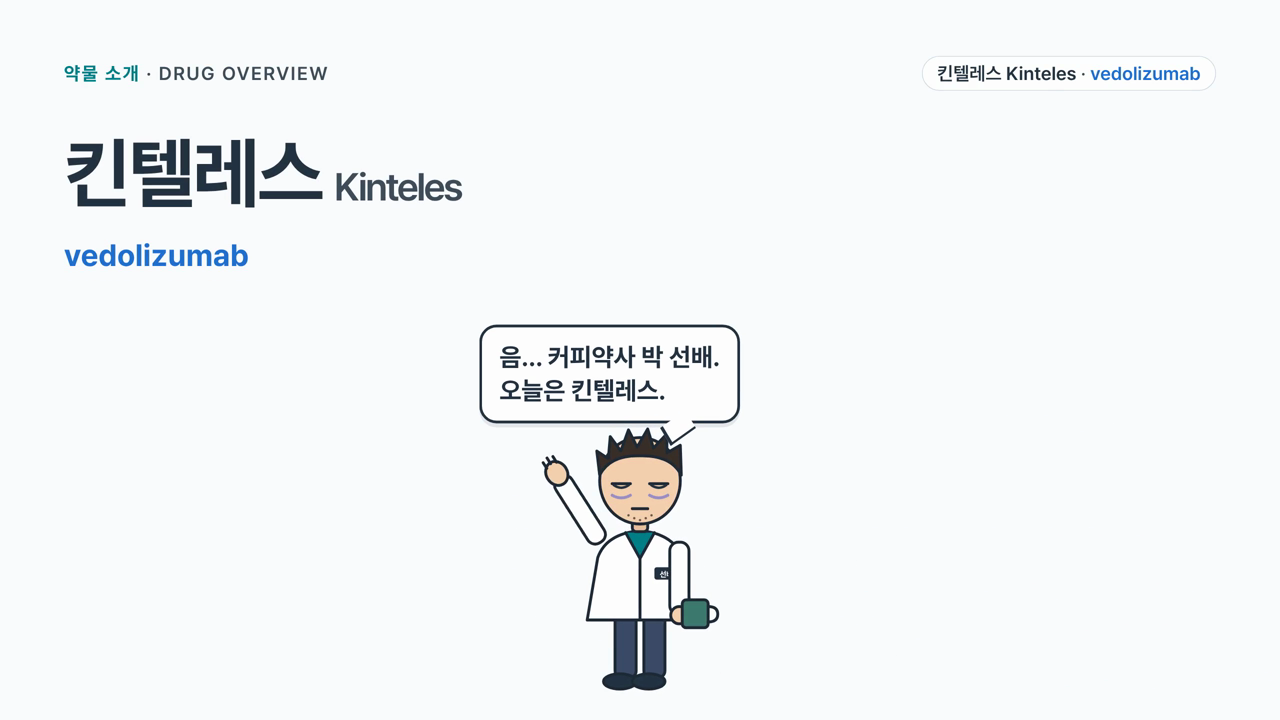 약물 소개 · DRUG OVERVIEW
킨텔레스 Kinteles · vedolizumab
킨텔레스 Kinteles
vedolizumab
음... 커피약사 박 선배.
오늘은 킨텔레스.